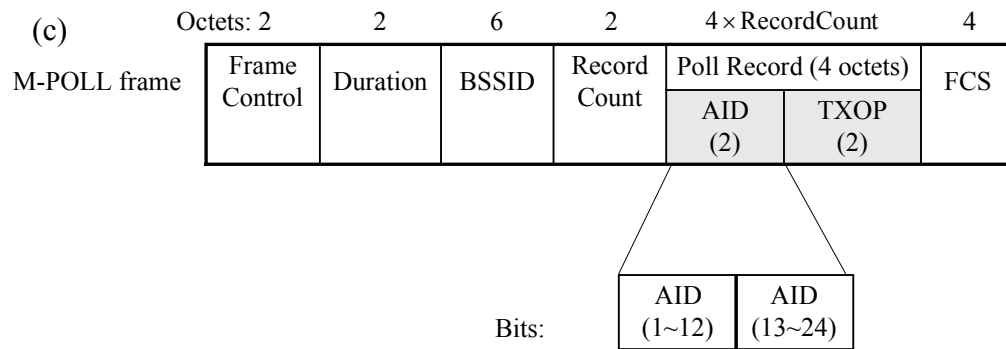 (c)
Octets: 2 2 6 2 4 × RecordCount 4
M-POLL frame
Frame Control
Duration
BSSID
Record Count
Poll Record (4 octets)
AID (2)
TXOP (2)
FCS
Bits:
AID (1~12)
AID (13~24)